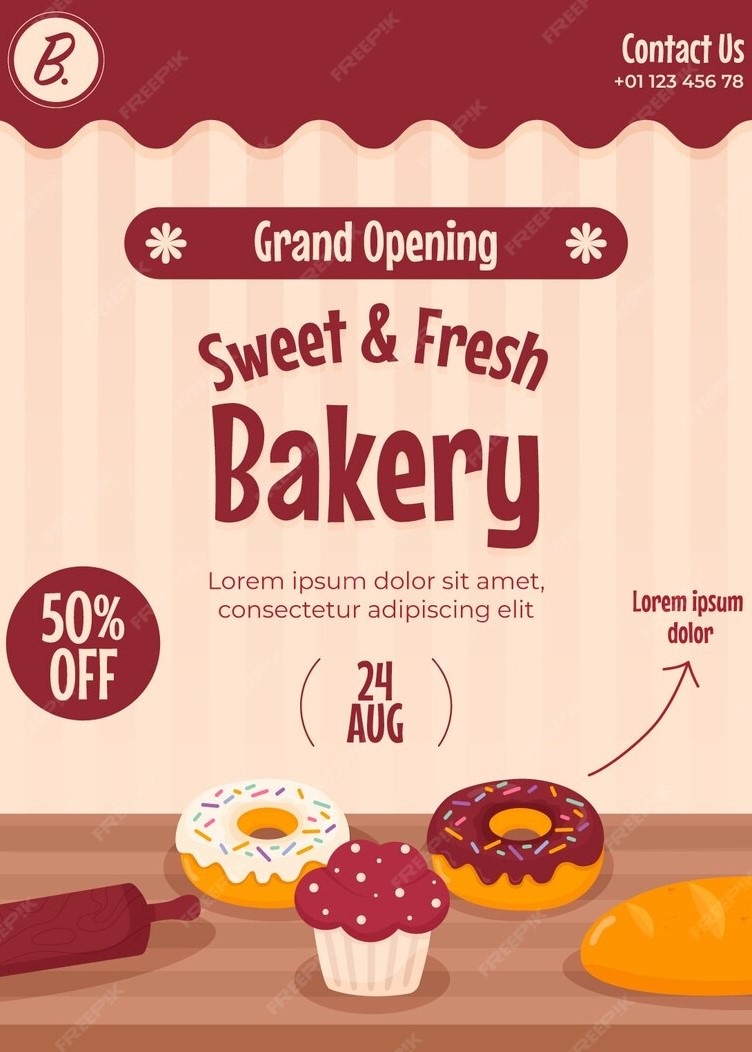 B.
Contact Us
+01 123 456 78
Grand Opening
Sweet & Fresh
Bakery
Lorem ipsum dolor sit amet,
consectetur adipiscing elit
50%
OFF
Lorem ipsum
dolor
24
AUG
FREEPIK